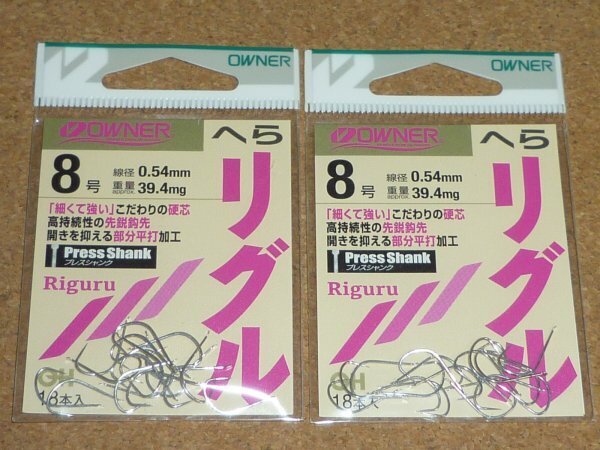 OWNER
OWNER
へら
リグル
8号
線径 0.54mm
重量 approx. 39.4mg
「細くて強い」こだわりの硬芯
高持続性の先鋭鈎先
開きを抑える部分平打加工
Press Shank
プレスシャンク
Riguru
GH
18本入
OWNER
OWNER
へら
リグル
8号
線径 0.54mm
重量 approx. 39.4mg
「細くて強い」こだわりの硬芯
高持続性の先鋭鈎先
開きを抑える部分平打加工
Press Shank
プレスシャンク
Riguru
GH
18本入